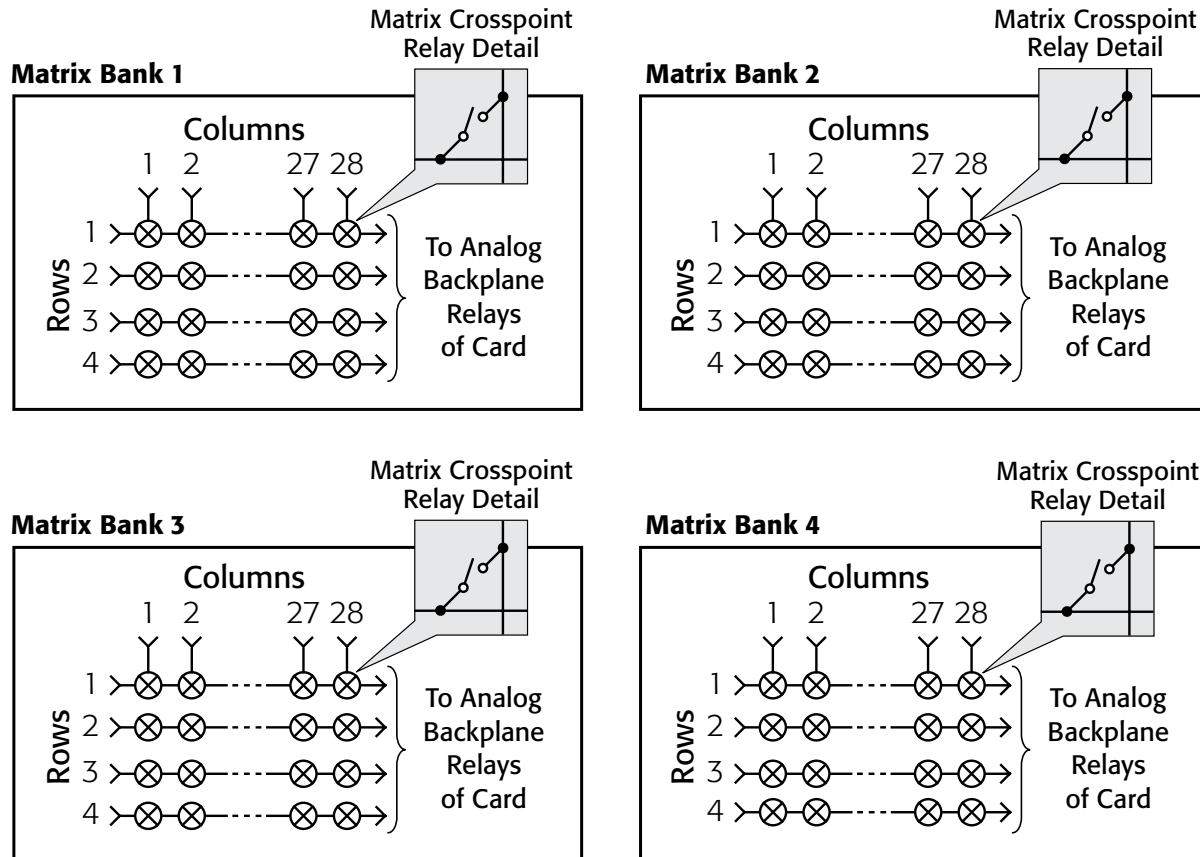 Matrix Crosspoint
Relay Detail
Matrix Bank 1
Columns
1 2 27 28
Rows
1
2
3
4
To Analog
Backplane
Relays
of Card
Matrix Crosspoint
Relay Detail
Matrix Bank 2
Columns
1 2 27 28
Rows
1
2
3
4
To Analog
Backplane
Relays
of Card
Matrix Crosspoint
Relay Detail
Matrix Bank 3
Columns
1 2 27 28
Rows
1
2
3
4
To Analog
Backplane
Relays
of Card
Matrix Crosspoint
Relay Detail
Matrix Bank 4
Columns
1 2 27 28
Rows
1
2
3
4
To Analog
Backplane
Relays
of Card